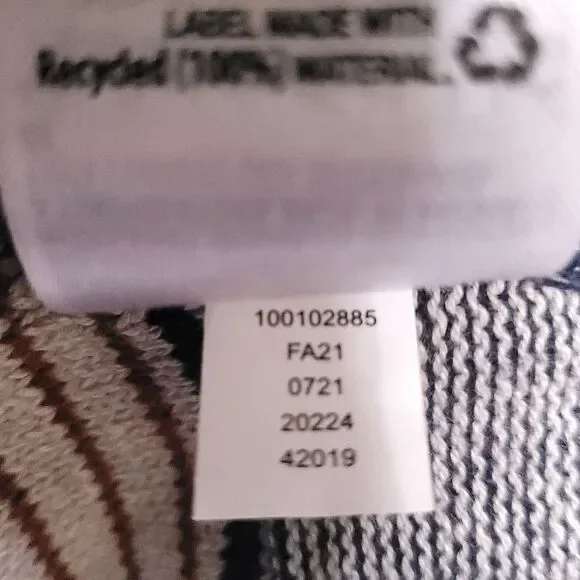 LABEL MADE WITH
Recycled (100%) MATERIAL.
100102885
FA21
0721
20224
42019